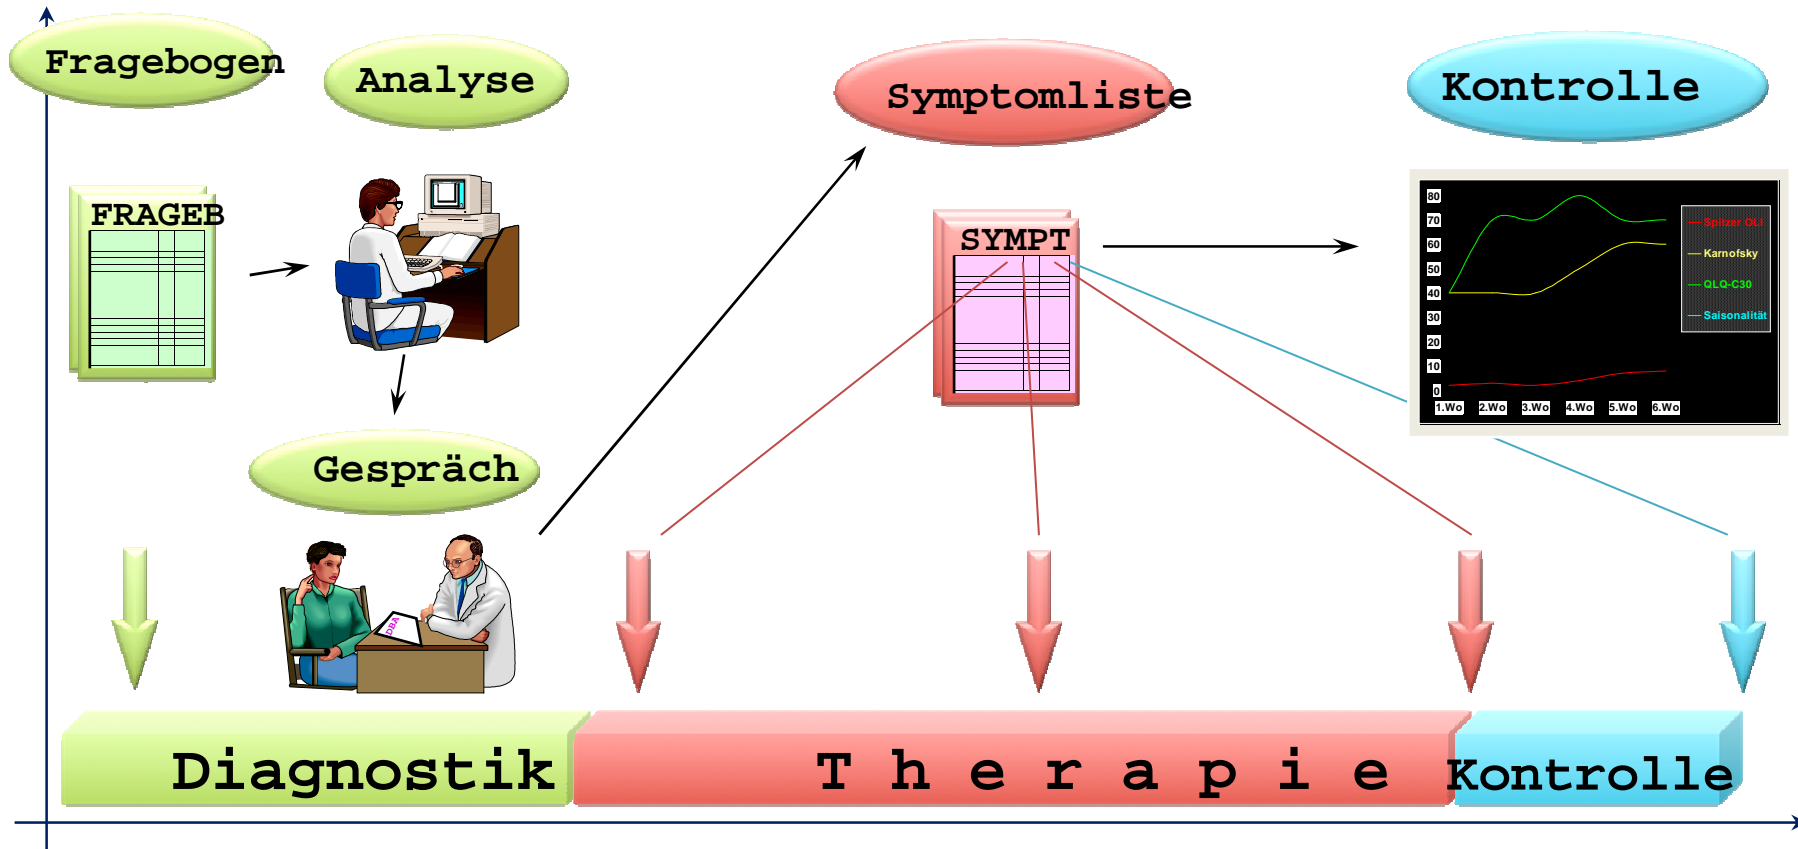 Fragebogen
Analyse
Symptomliste
Kontrolle
FRAGEB
SYMPT
80
70
60
50
40
30
20
10
0
1.Wo 2.Wo 3.Wo 4.Wo 5.Wo 6.Wo
Spitzer QLi
Karnofsky
QLQ-C30
Saisonalität
Gespräch
DBA
Diagnostik
T h e r a p i e
Kontrolle